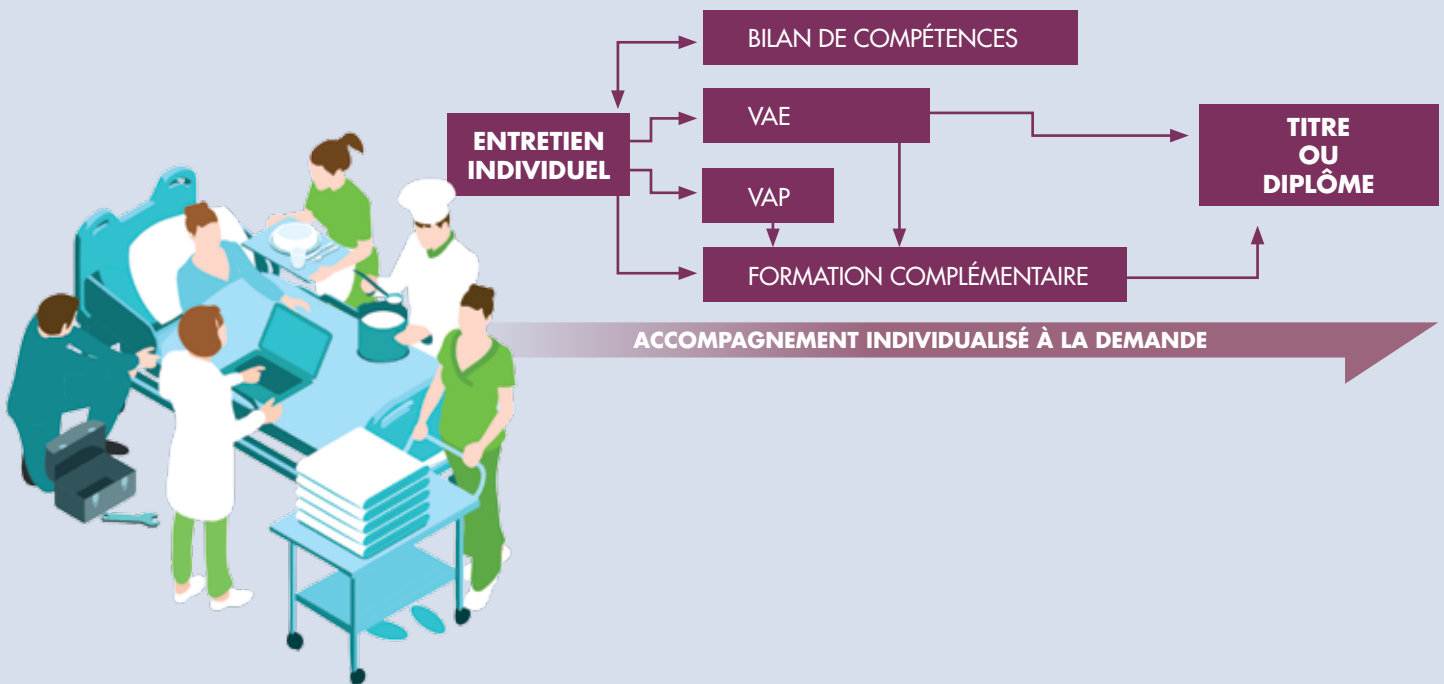 BILAN DE COMPÉTENCES
VAE
ENTRETIEN
INDIVIDUEL
TITRE
OU
DIPLÔME
VAP
FORMATION COMPLÉMENTAIRE
ACCOMPAGNEMENT INDIVIDUALISÉ À LA DEMANDE